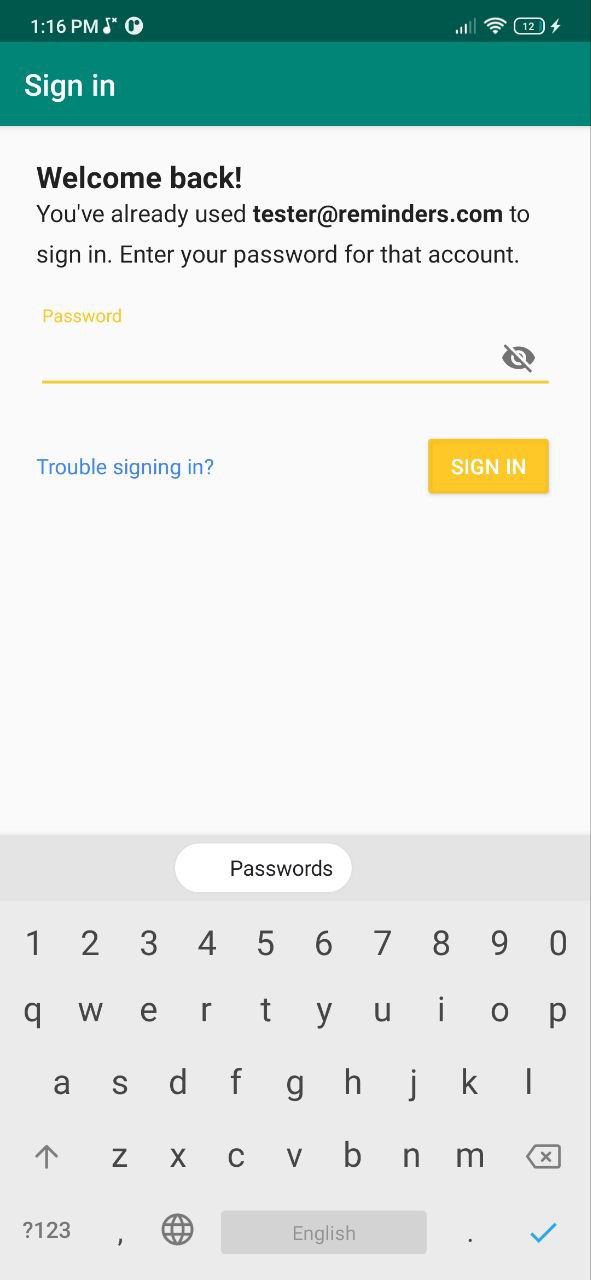 1:16 PM
12
Sign in
Welcome back!
You've already used tester@reminders.com to
sign in. Enter your password for that account.
Password
Trouble signing in?
SIGN IN
Passwords
1 2 3 4 5 6 7 8 9 0
q w e r t y u i o p
a s d f g h j k l
z x c v b n m
?123 , English .